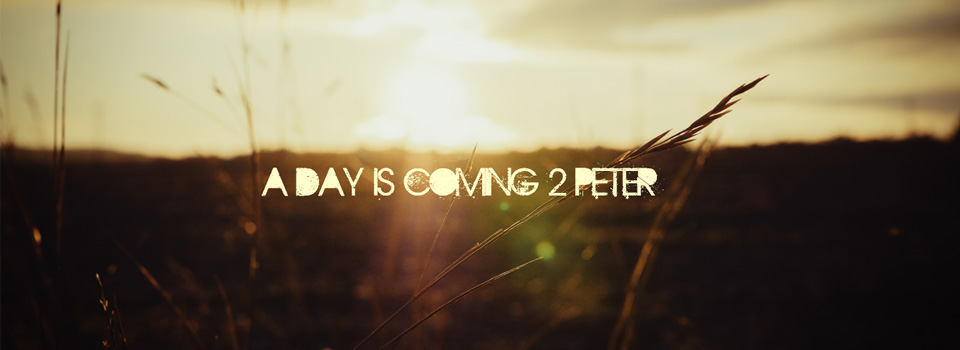 A DAY IS COMING 2 PETER